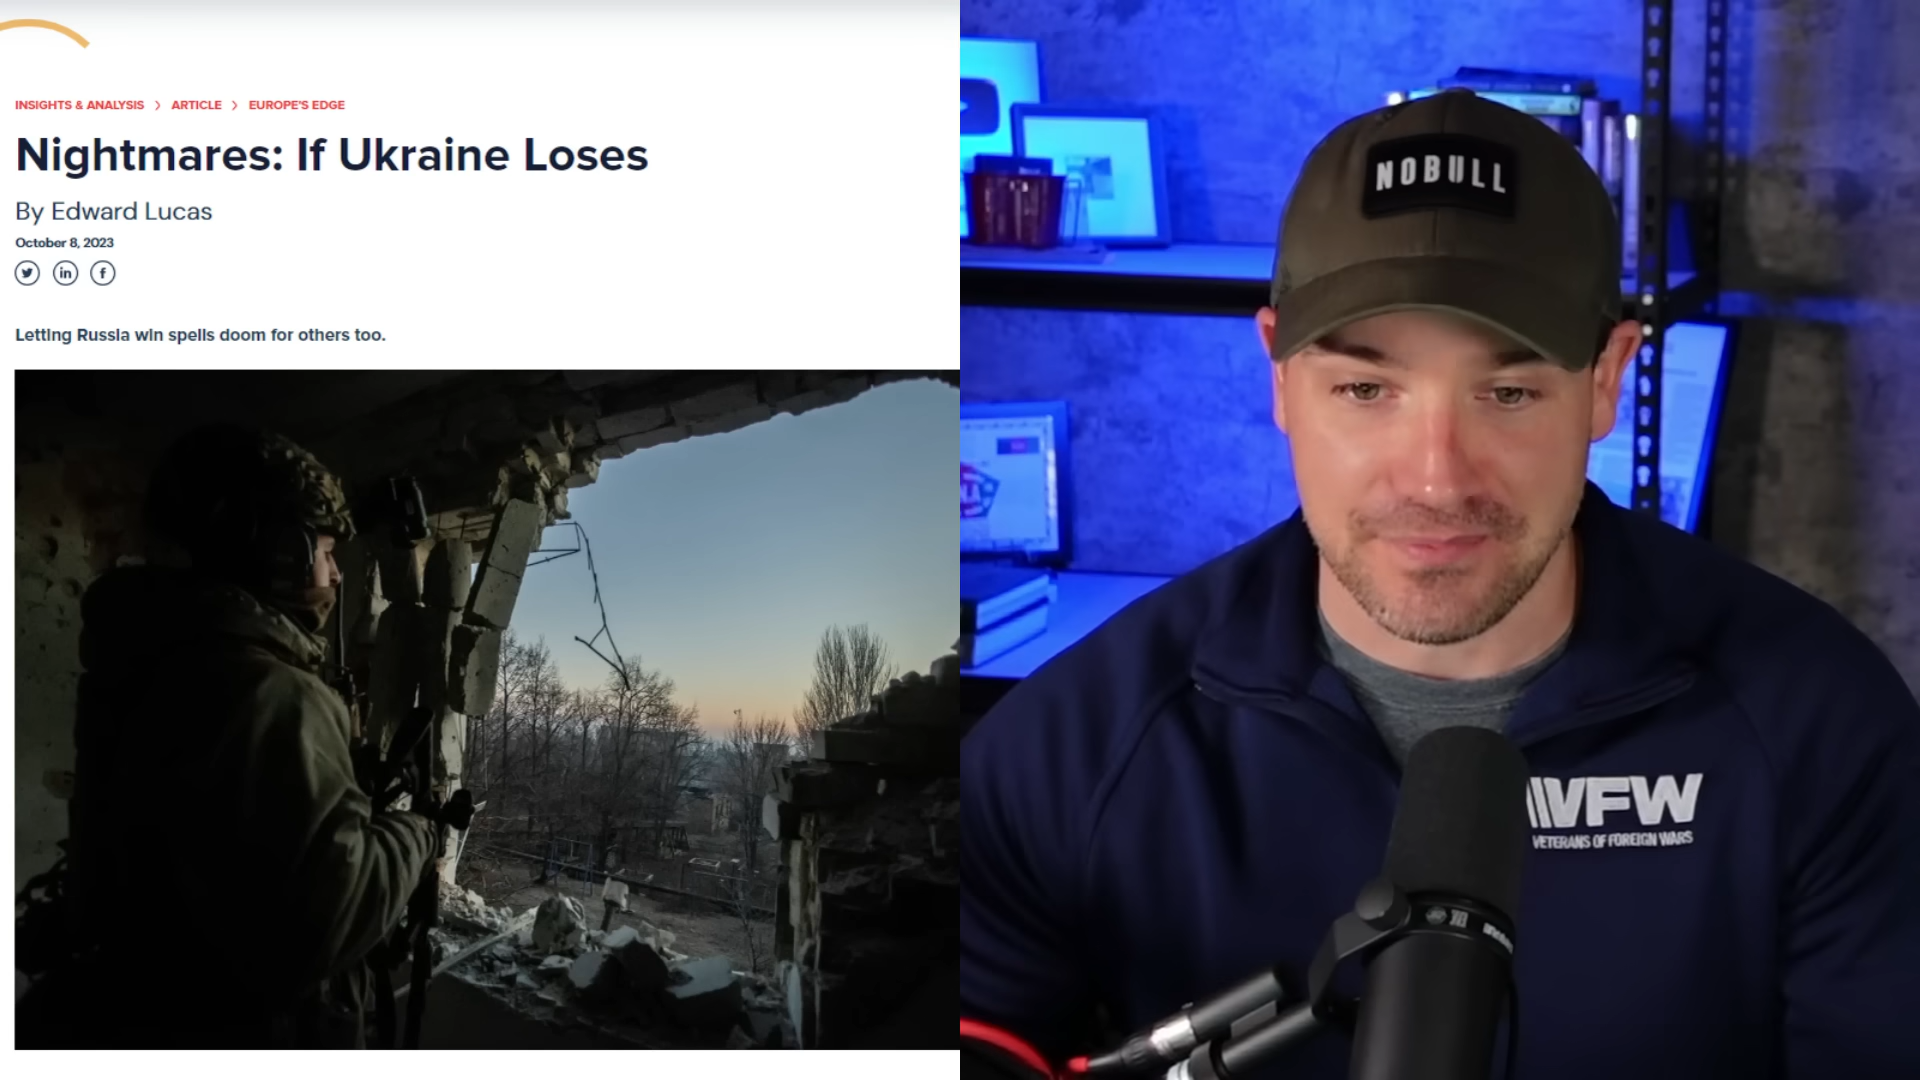 INSIGHTS & ANALYSIS > ARTICLE > EUROPE'S EDGE
Nightmares: If Ukraine Loses
By Edward Lucas
October 8, 2023
in f
Letting Russia win spells doom for others too.
NOBULL
VFW
VETERANS OF FOREIGN WARS